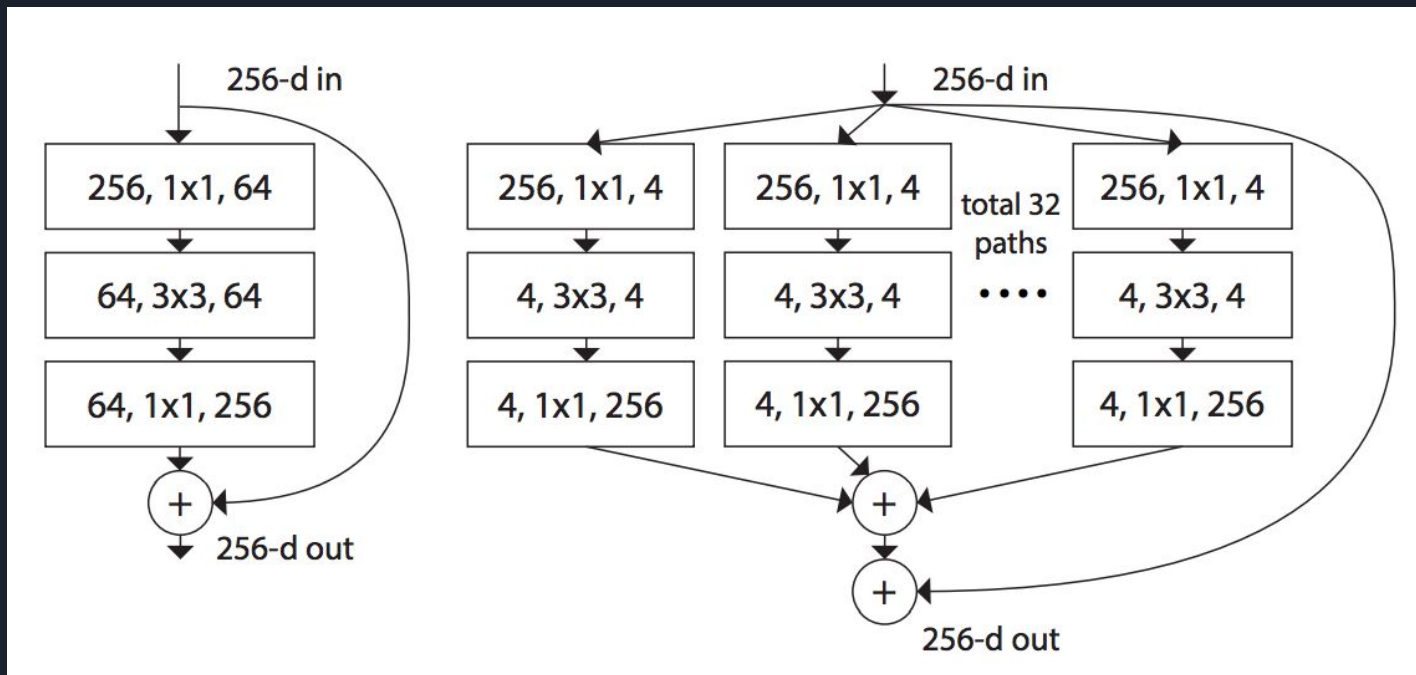 256-d in
256, 1x1, 64
64, 3x3, 64
64, 1x1, 256
+
256-d out
256-d in
256, 1x1, 4
4, 3x3, 4
4, 1x1, 256
256, 1x1, 4
4, 3x3, 4
4, 1x1, 256
total 32
paths
....
256, 1x1, 4
4, 3x3, 4
4, 1x1, 256
+
+
256-d out